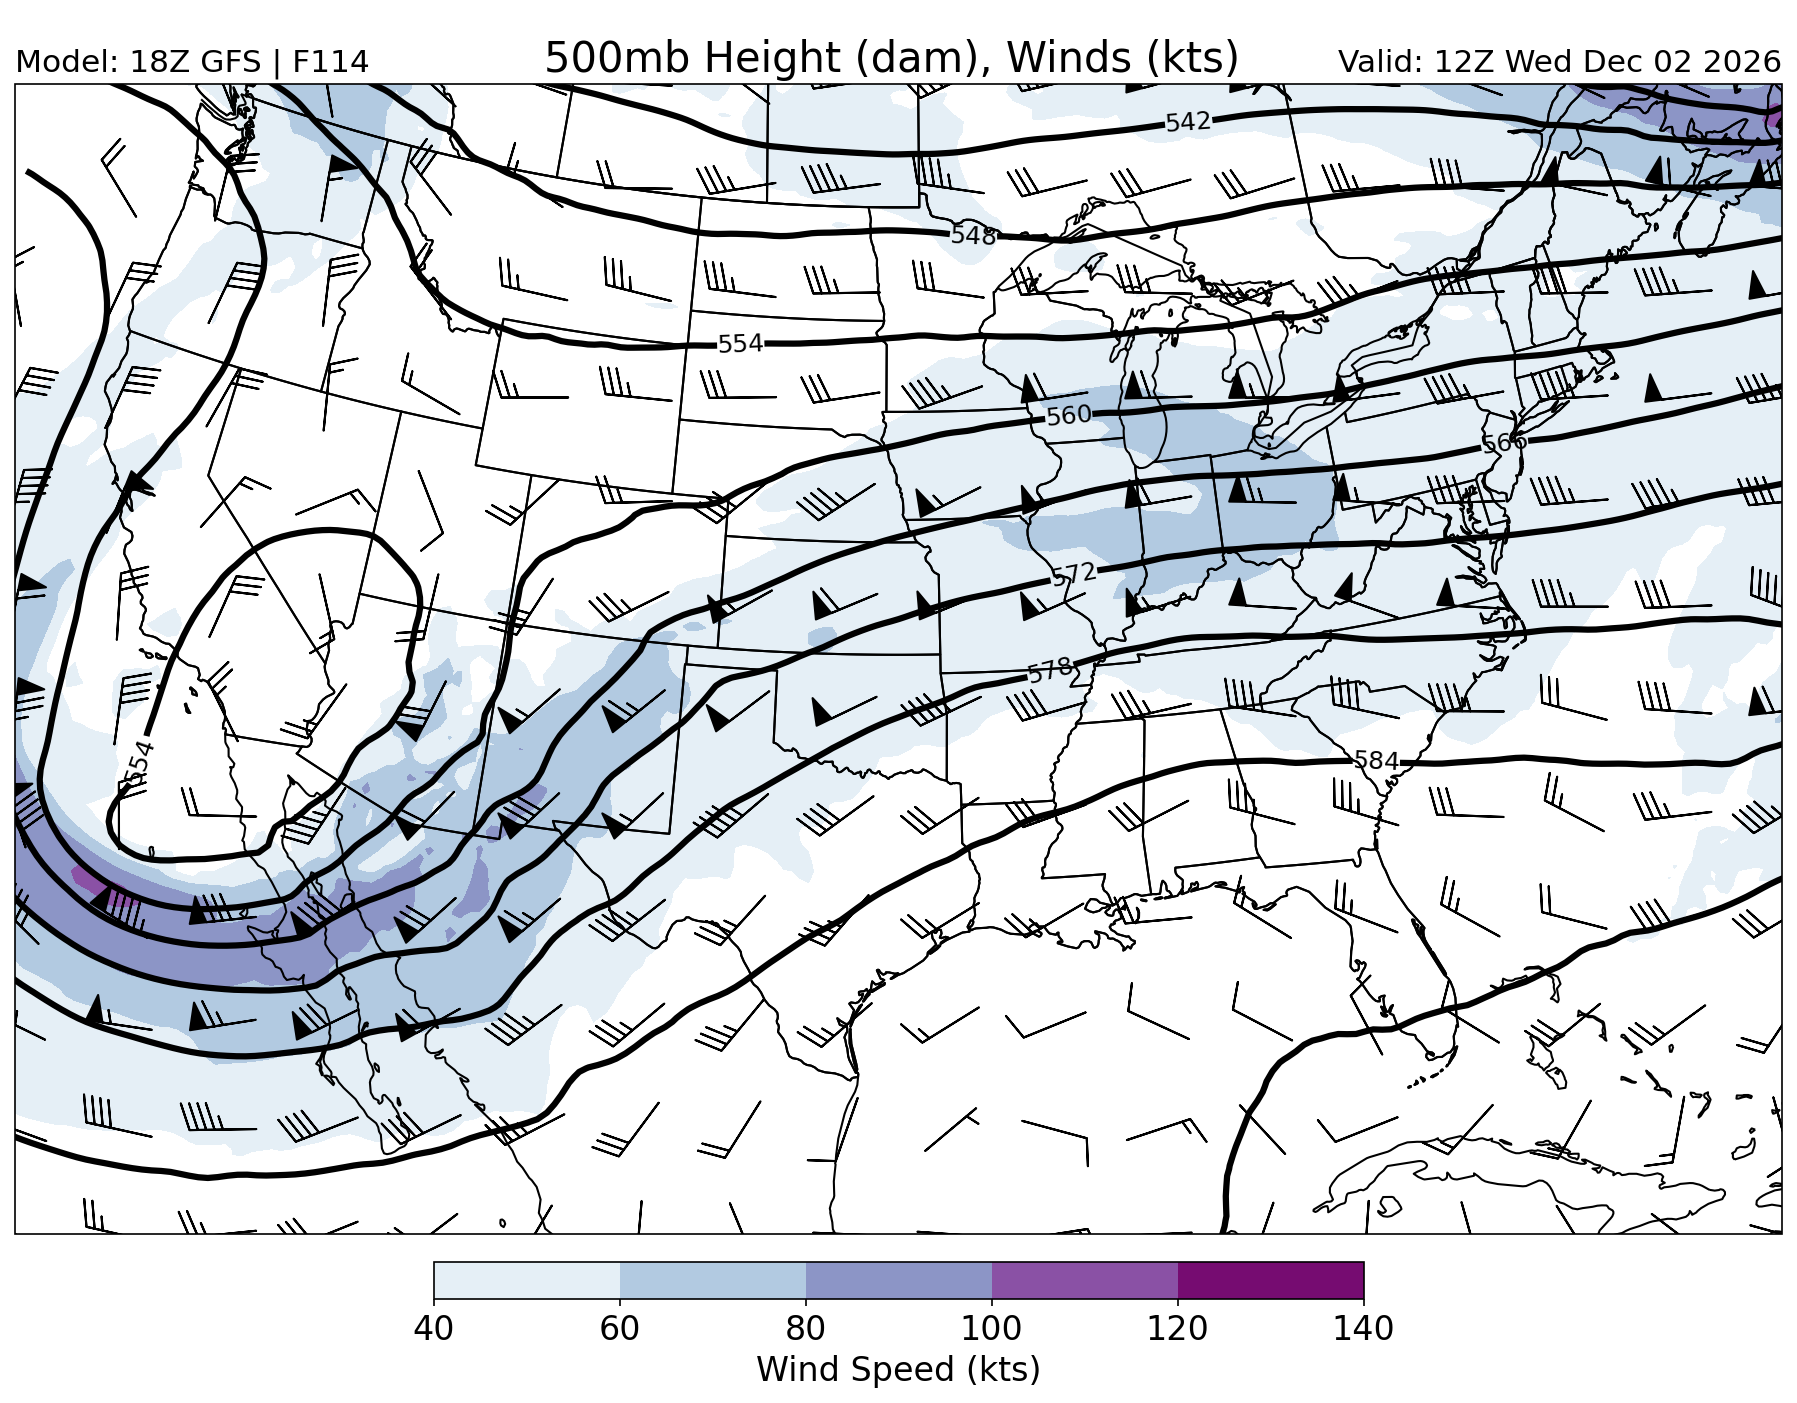 Model: 18Z GFS | F114
500mb Height (dam), Winds (kts)
Valid: 12Z Wed Dec 02 2026
542
548
554
560
566
572
578
554
584
40 60 80 100 120 140
Wind Speed (kts)